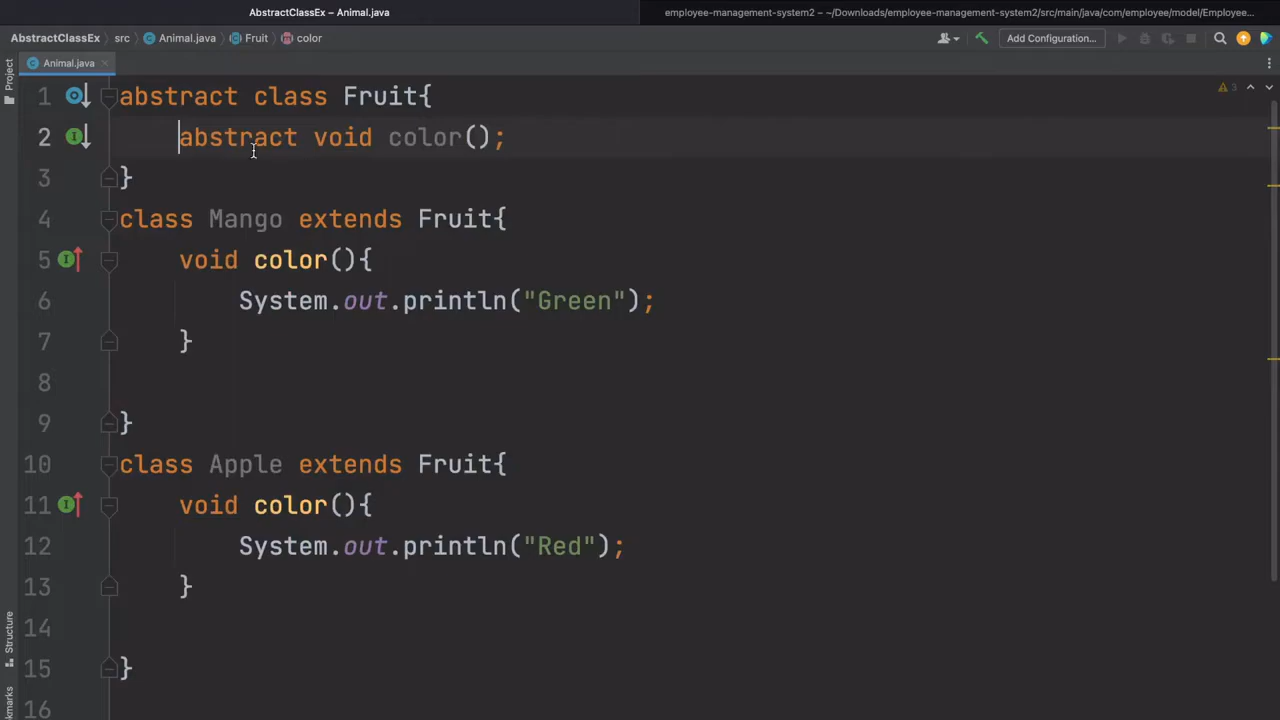 AbstractClassEx – Animal.java
employee-management-system2 – ~/Downloads/employee-management-system2/src/main/java/com/employee/model/Employee...
AbstractClassEx
src
Animal.java
Fruit
color
Add Configuration...
Project
Animal.java
3
1 abstract class Fruit{
2 abstract void color();
3 }
4 class Mango extends Fruit{
5 void color(){
6 System.out.println("Green");
7 }
8
9 }
10 class Apple extends Fruit{
11 void color(){
12 System.out.println("Red");
13 }
14
15 }
16
Structure